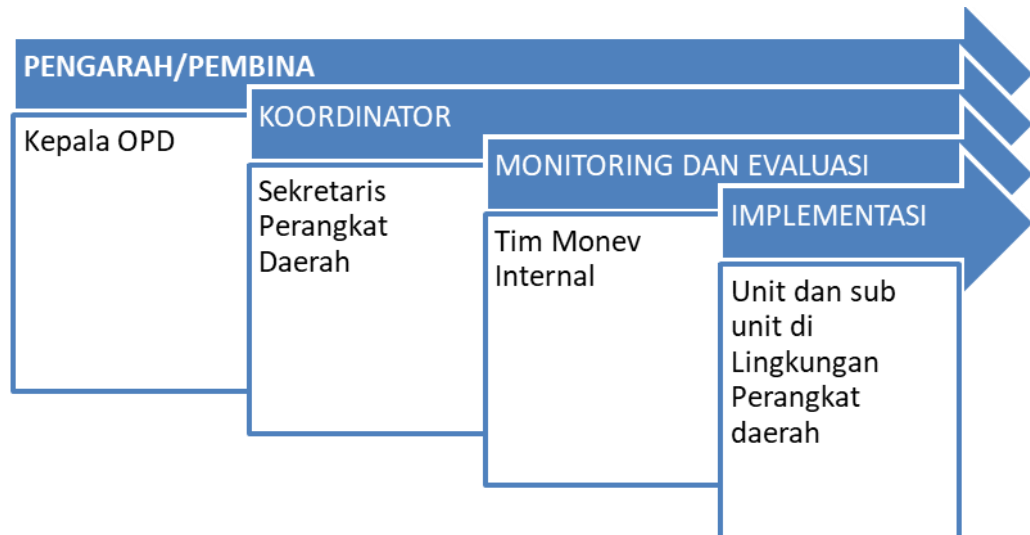 PENGARAH/PEMBINA
Kepala OPD
KOORDINATOR
Sekretaris
Perangkat
Daerah
MONITORING DAN EVALUASI
Tim Monev
Internal
IMPLEMENTASI
Unit dan sub
unit di
Lingkungan
Perangkat
daerah